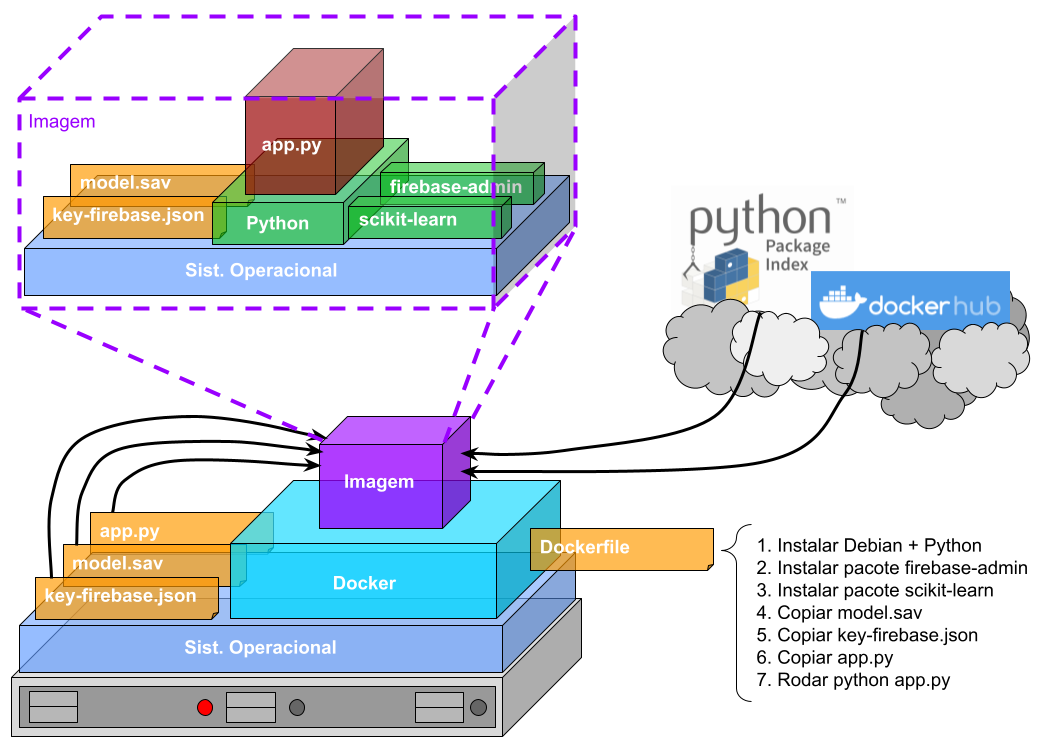 Imagem
app.py
model.sav
firebase-admin
key-firebase.json
scikit-learn
Python
Sist. Operacional
python™
Package
Index
dockerhub
Imagem
app.py
model.sav
key-firebase.json
Docker
Dockerfile
Sist. Operacional
1. Instalar Debian + Python
2. Instalar pacote firebase-admin
3. Instalar pacote scikit-learn
4. Copiar model.sav
5. Copiar key-firebase.json
6. Copiar app.py
7. Rodar python app.py